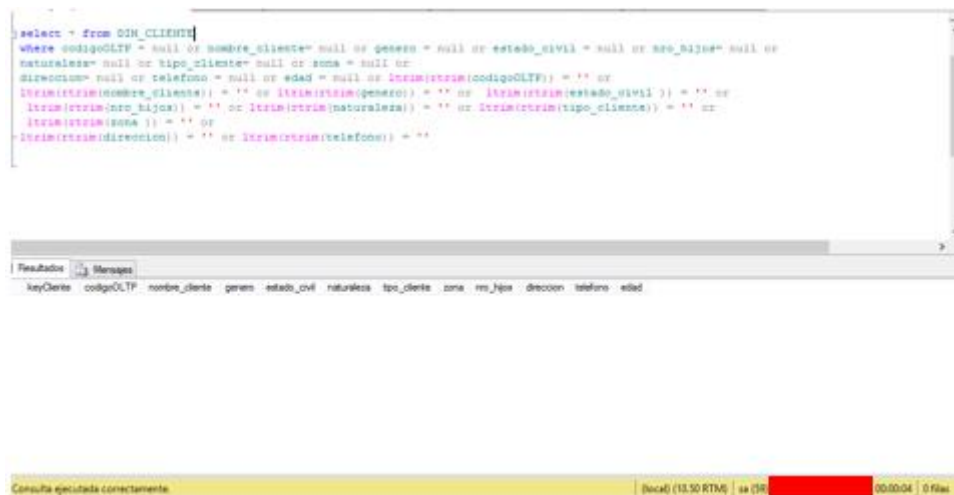 select * from DIM_CLIENTE
where codigoOLTP = null or nombre_cliente= null or genero = null or estado_civil = null or nro_hijos= null or
naturaleza= null or tipo_cliente= null or zona = null or
direccion= null or telefono = null or edad = null or ltrim(rtrim(codigoOLTP)) = '' or
ltrim(rtrim(nombre_cliente)) = '' or ltrim(rtrim(genero)) = '' or ltrim(rtrim(estado_civil )) = '' or
ltrim(rtrim(nro_hijos)) = '' or ltrim(rtrim(naturaleza)) = '' or ltrim(rtrim(tipo_cliente)) = '' or
ltrim(rtrim(zona )) = '' or
ltrim(rtrim(direccion)) = '' or ltrim(rtrim(telefono)) = ''
Resultados Mensajes
keyCliente codigoOLTP nombre_cliente genero estado_civil naturaleza tipo_cliente zona nro_hijos direccion telefono edad
Consulta ejecutada correctamente. (local) (10.50 RTM) sa (59) 00:00:04 0 filas